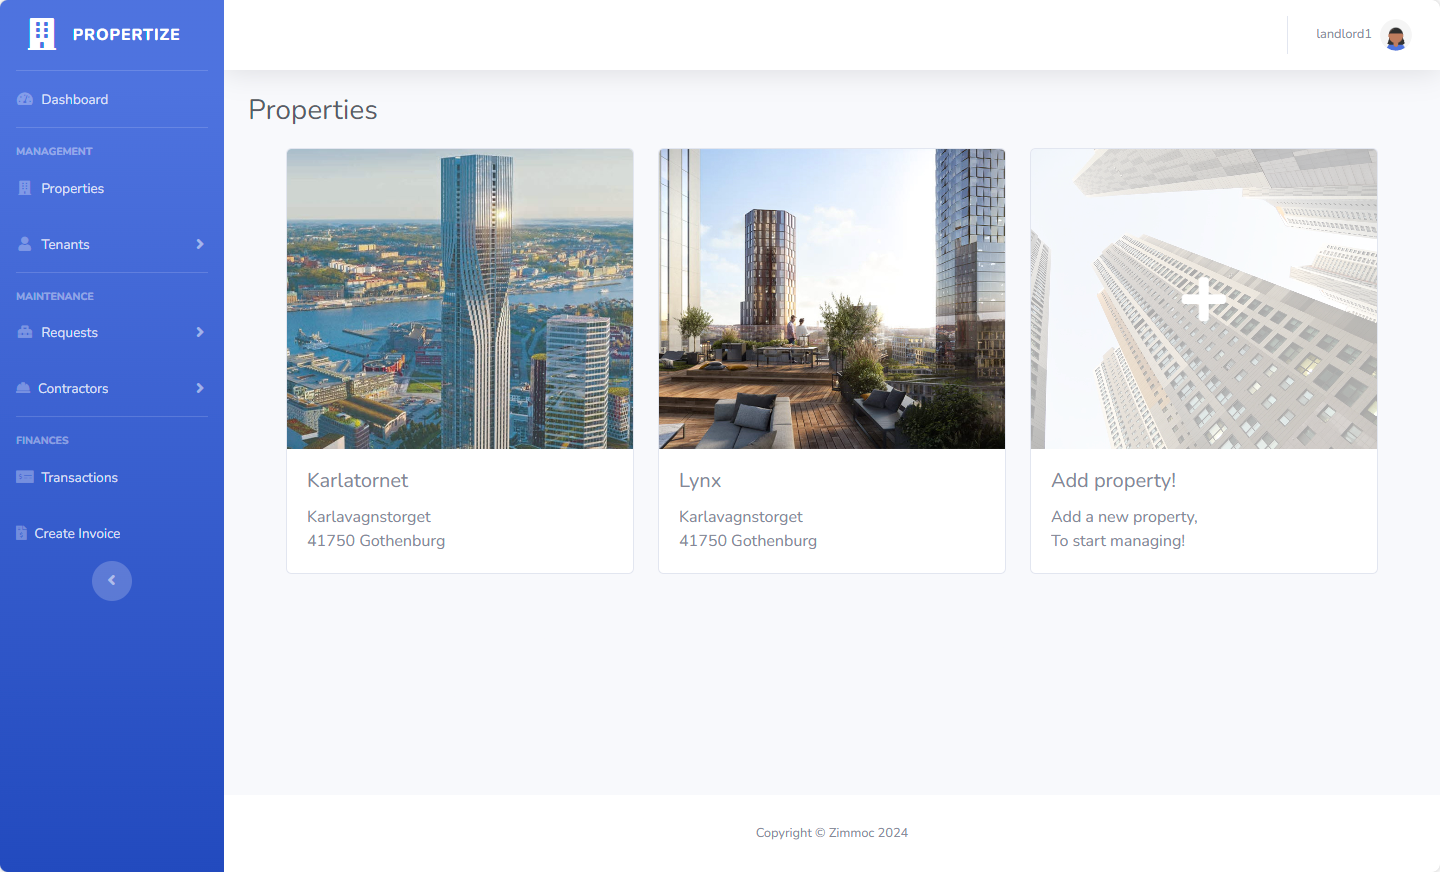 PROPERTIZE
landlord1
Dashboard
MANAGEMENT
Properties
Tenants
MAINTENANCE
Requests
Contractors
FINANCES
Transactions
Create Invoice
Properties
Karlatornet
Karlavagnstorget
41750 Gothenburg
Lynx
Karlavagnstorget
41750 Gothenburg
Add property!
Add a new property,
To start managing!
Copyright © Zimmoc 2024